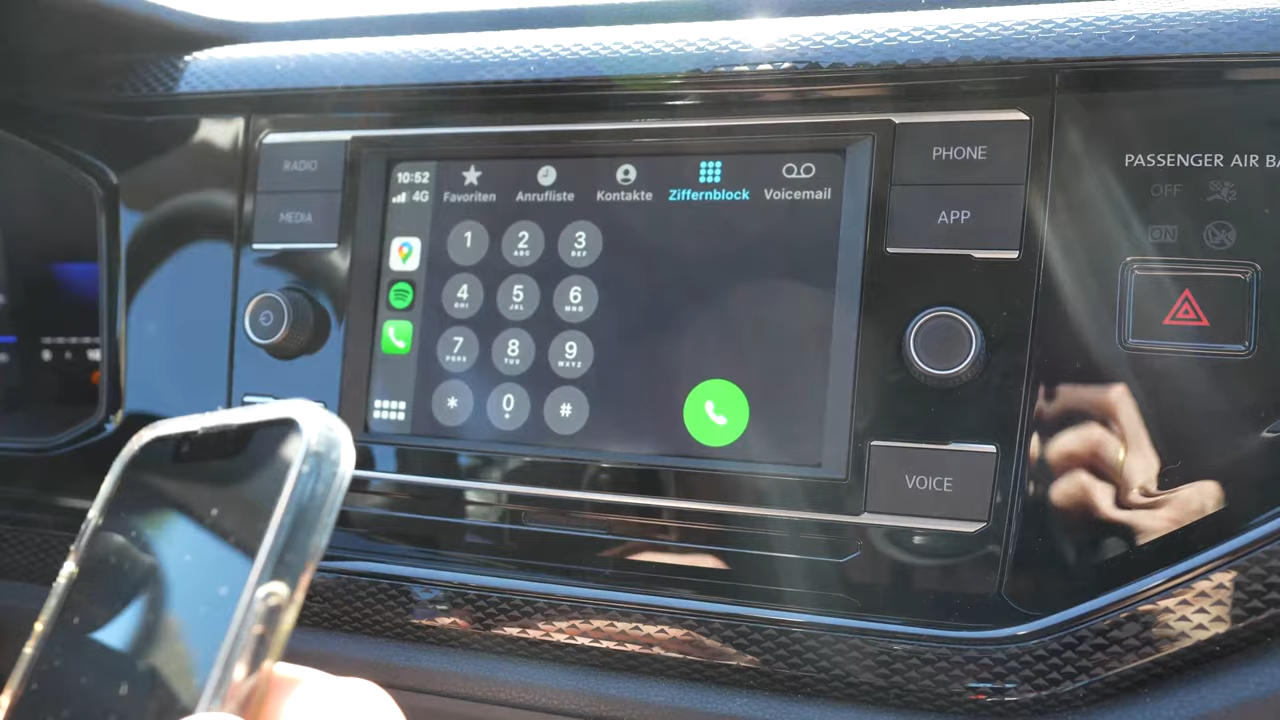 RADIO
MEDIA
10:52
4G
Favoriten
Anrufliste
Kontakte
Ziffernblock
Voicemail
1
2
ABC
3
DEF
4
GHI
5
JKL
6
MNO
7
PQRS
8
TUV
9
WXYZ
*
0
+
#
PHONE
APP
VOICE
PASSENGER AIR BA
OFF
ON